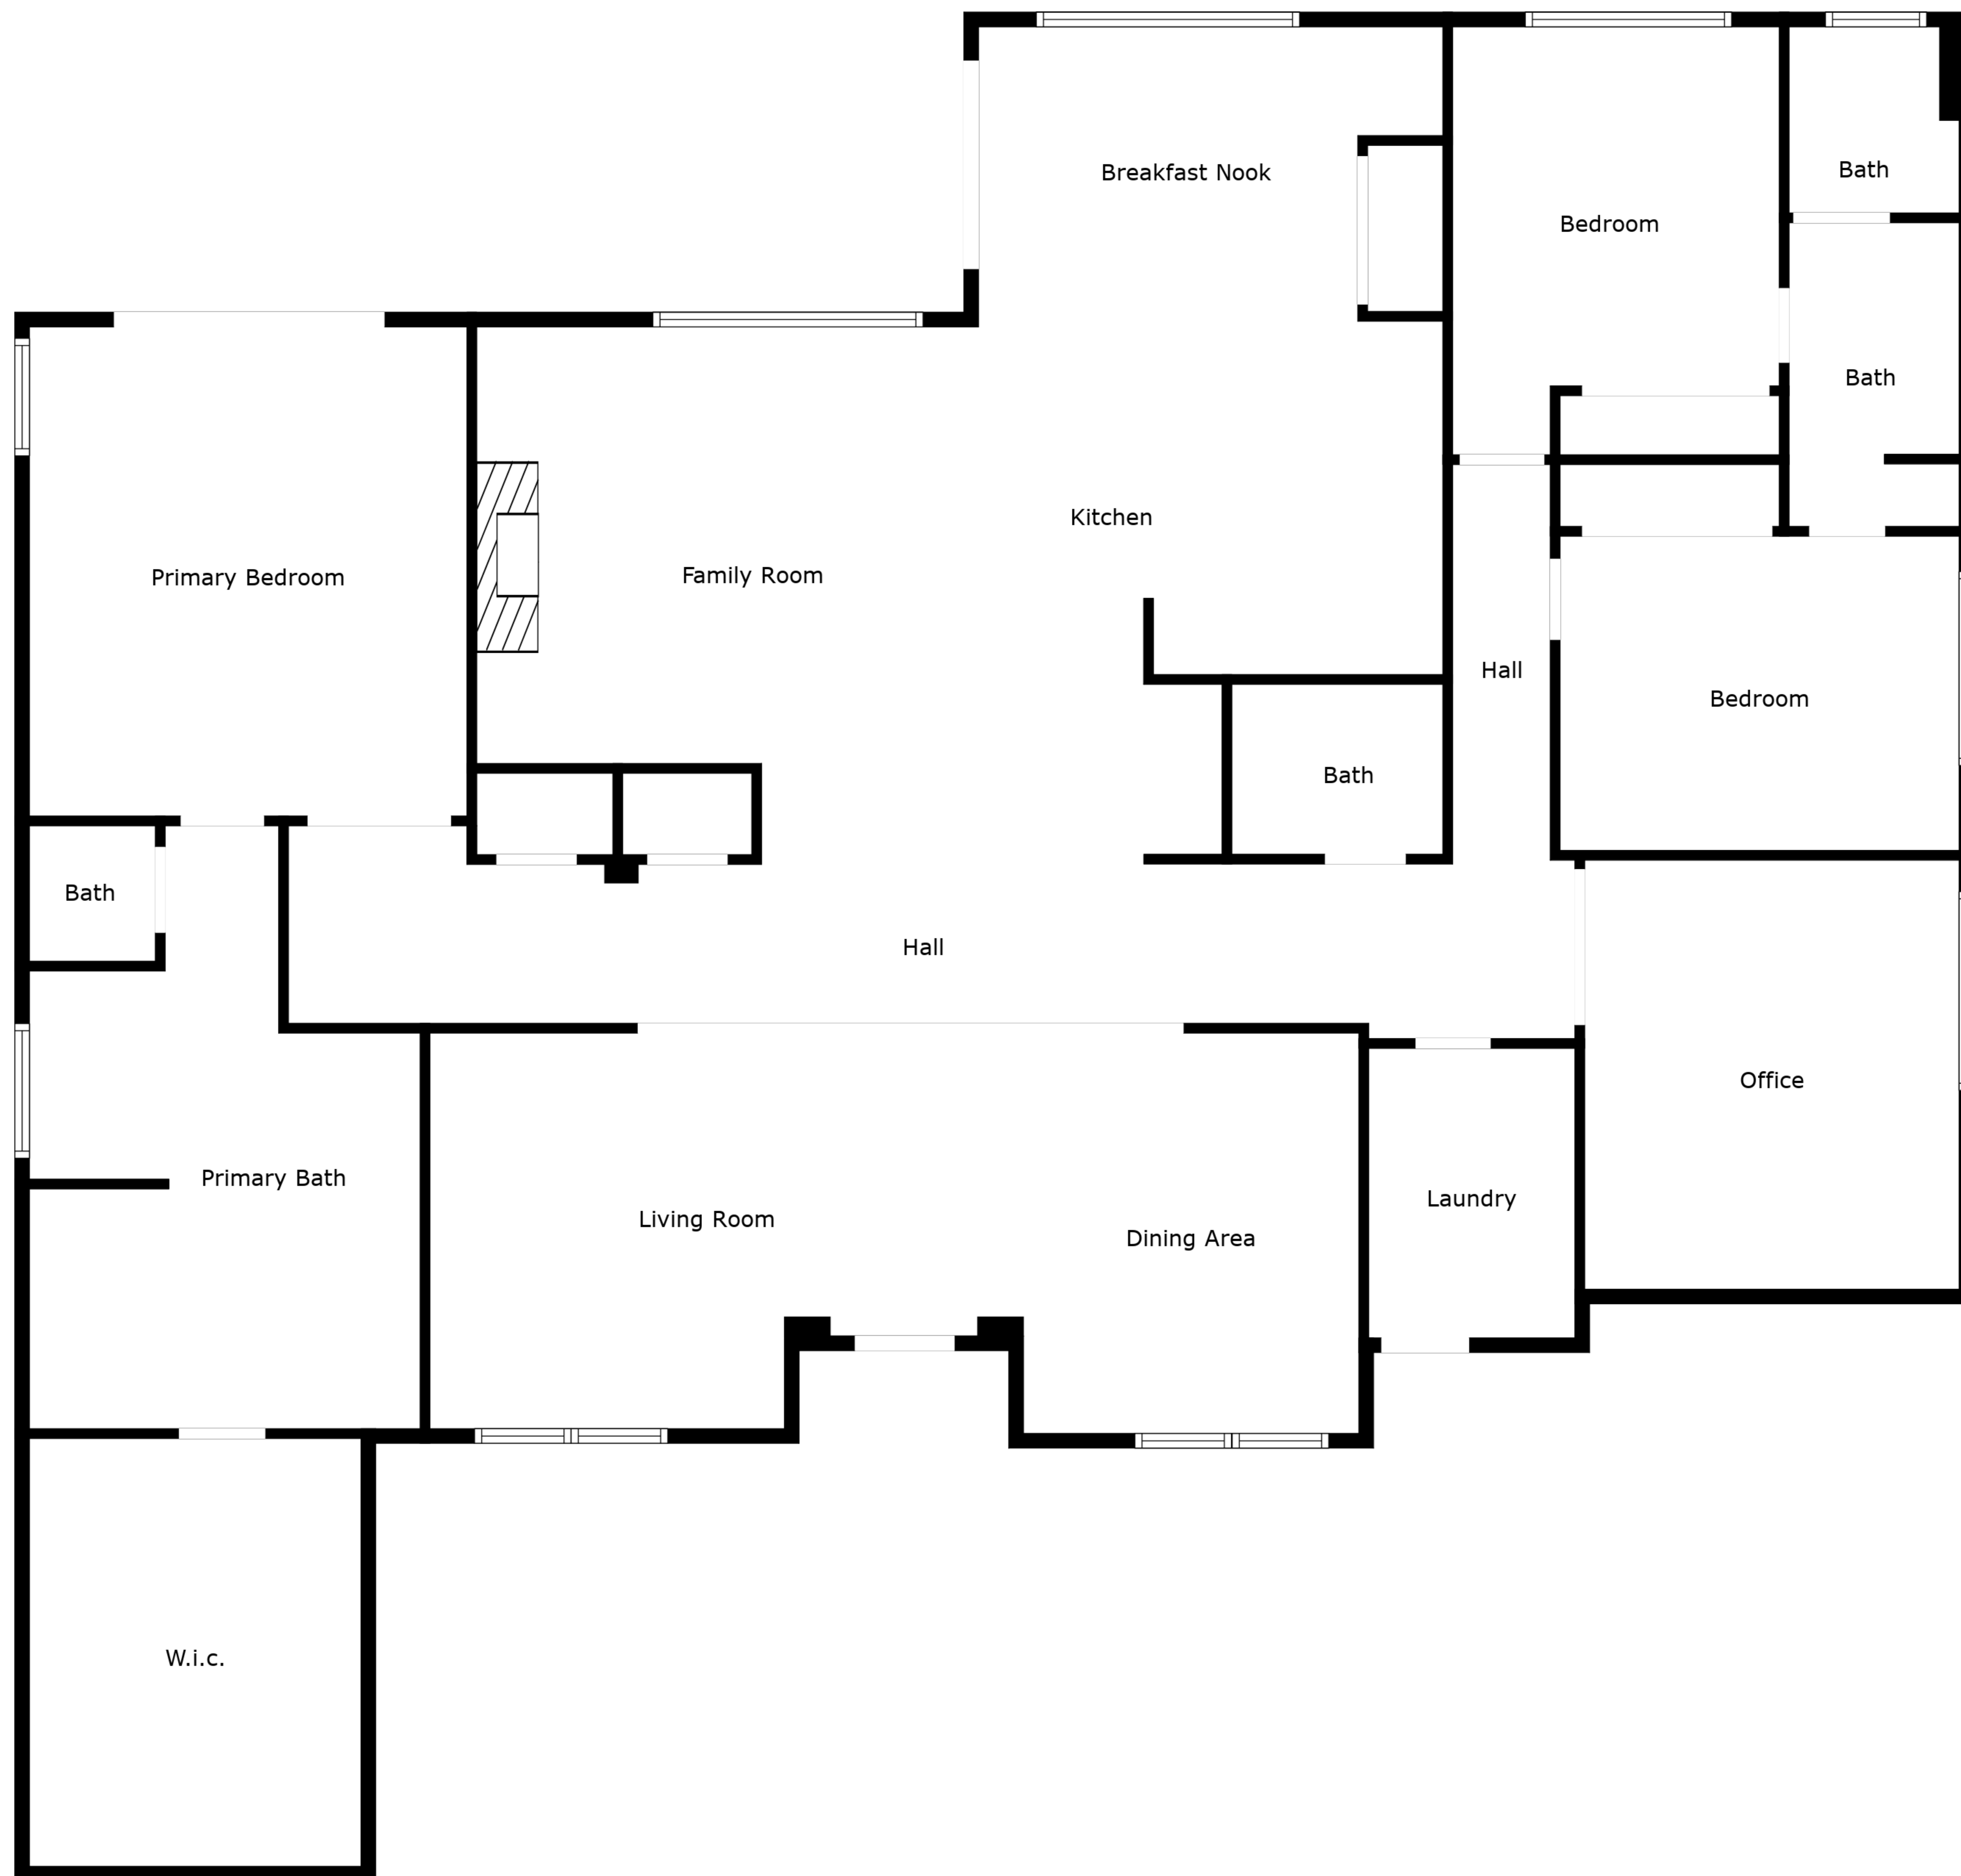 Bath
Breakfast Nook
Bedroom
Bath
Kitchen
Family Room
Primary Bedroom
Hall
Bedroom
Bath
Bath
Hall
Office
Primary Bath
Laundry
Living Room
Dining Area
W.i.c.